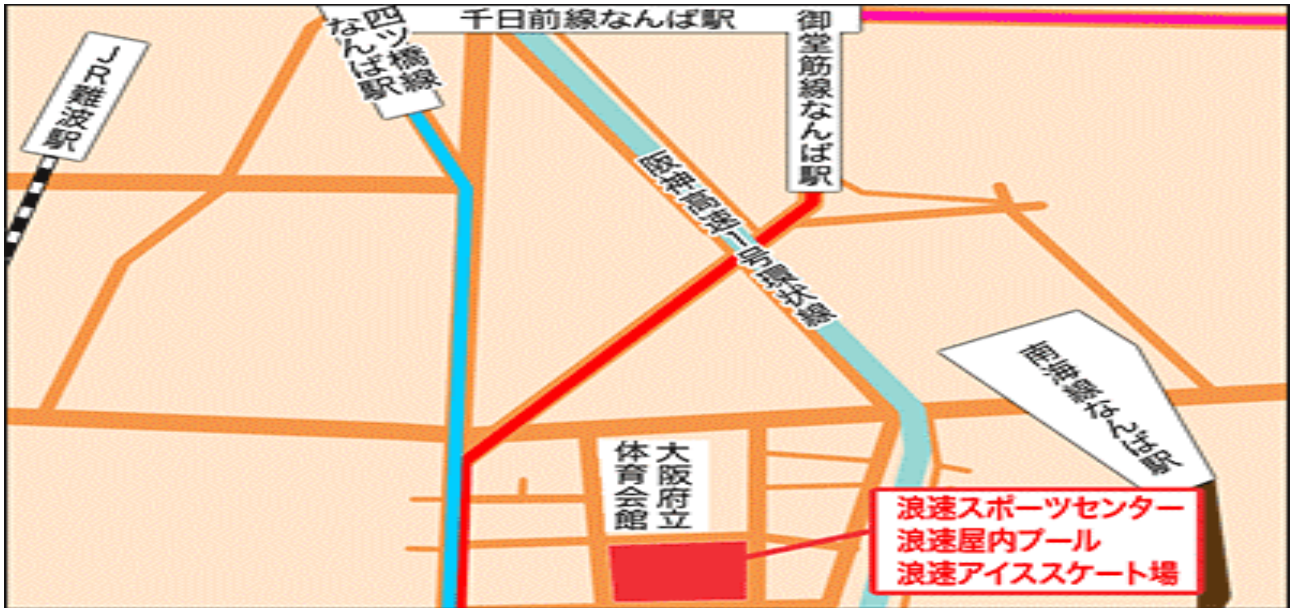 千日前線なんば駅
四ツ橋線
なんば駅
御堂筋線なんば駅
JR難波駅
阪神高速一号環状線
南海線なんば駅
大阪府立
体育会館
浪速スポーツセンター
浪速屋内プール
浪速アイススケート場